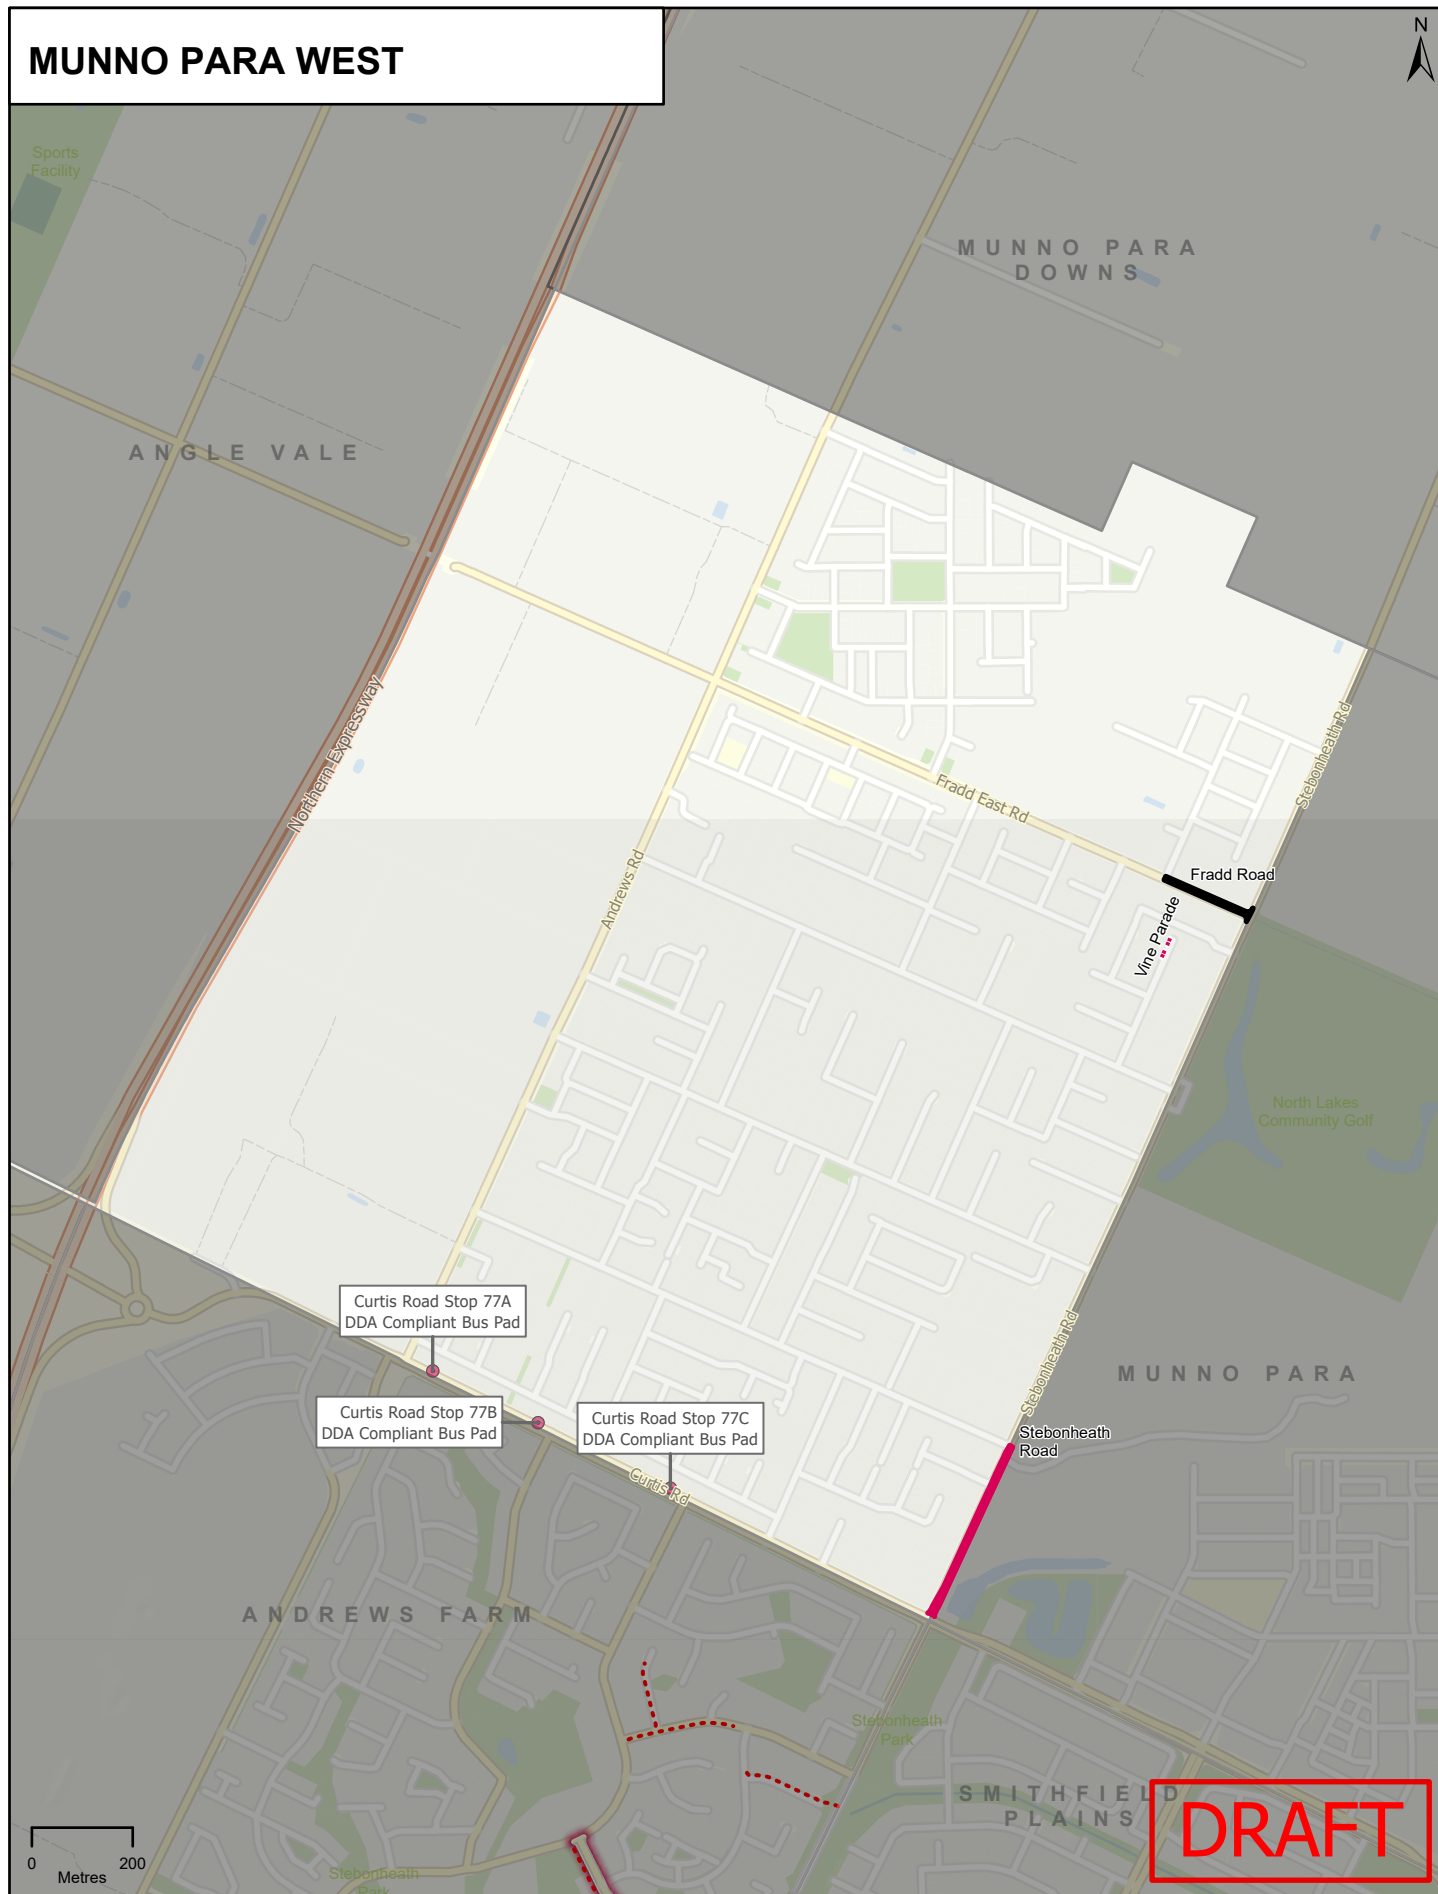 MUNNO PARA WEST
N
Sports
Facility
MUNNO PARA
DOWNS
ANGLE VALE
Northern Expressway
Stebonheath Rd
Fradd East Rd
Andrews Rd
Fradd Road
Vine Parade
North Lakes
Community Golf
Curtis Road Stop 77A
DDA Compliant Bus Pad
Stebonheath Rd
MUNNO PARA
Curtis Road Stop 77B
DDA Compliant Bus Pad
Curtis Road Stop 77C
DDA Compliant Bus Pad
Stebonheath
Road
Curtis Rd
ANDREWS FARM
Stebonheath
Park
SMITHFIELD
PLAINS
DRAFT
0 200
Metres
Stebonheath
Park